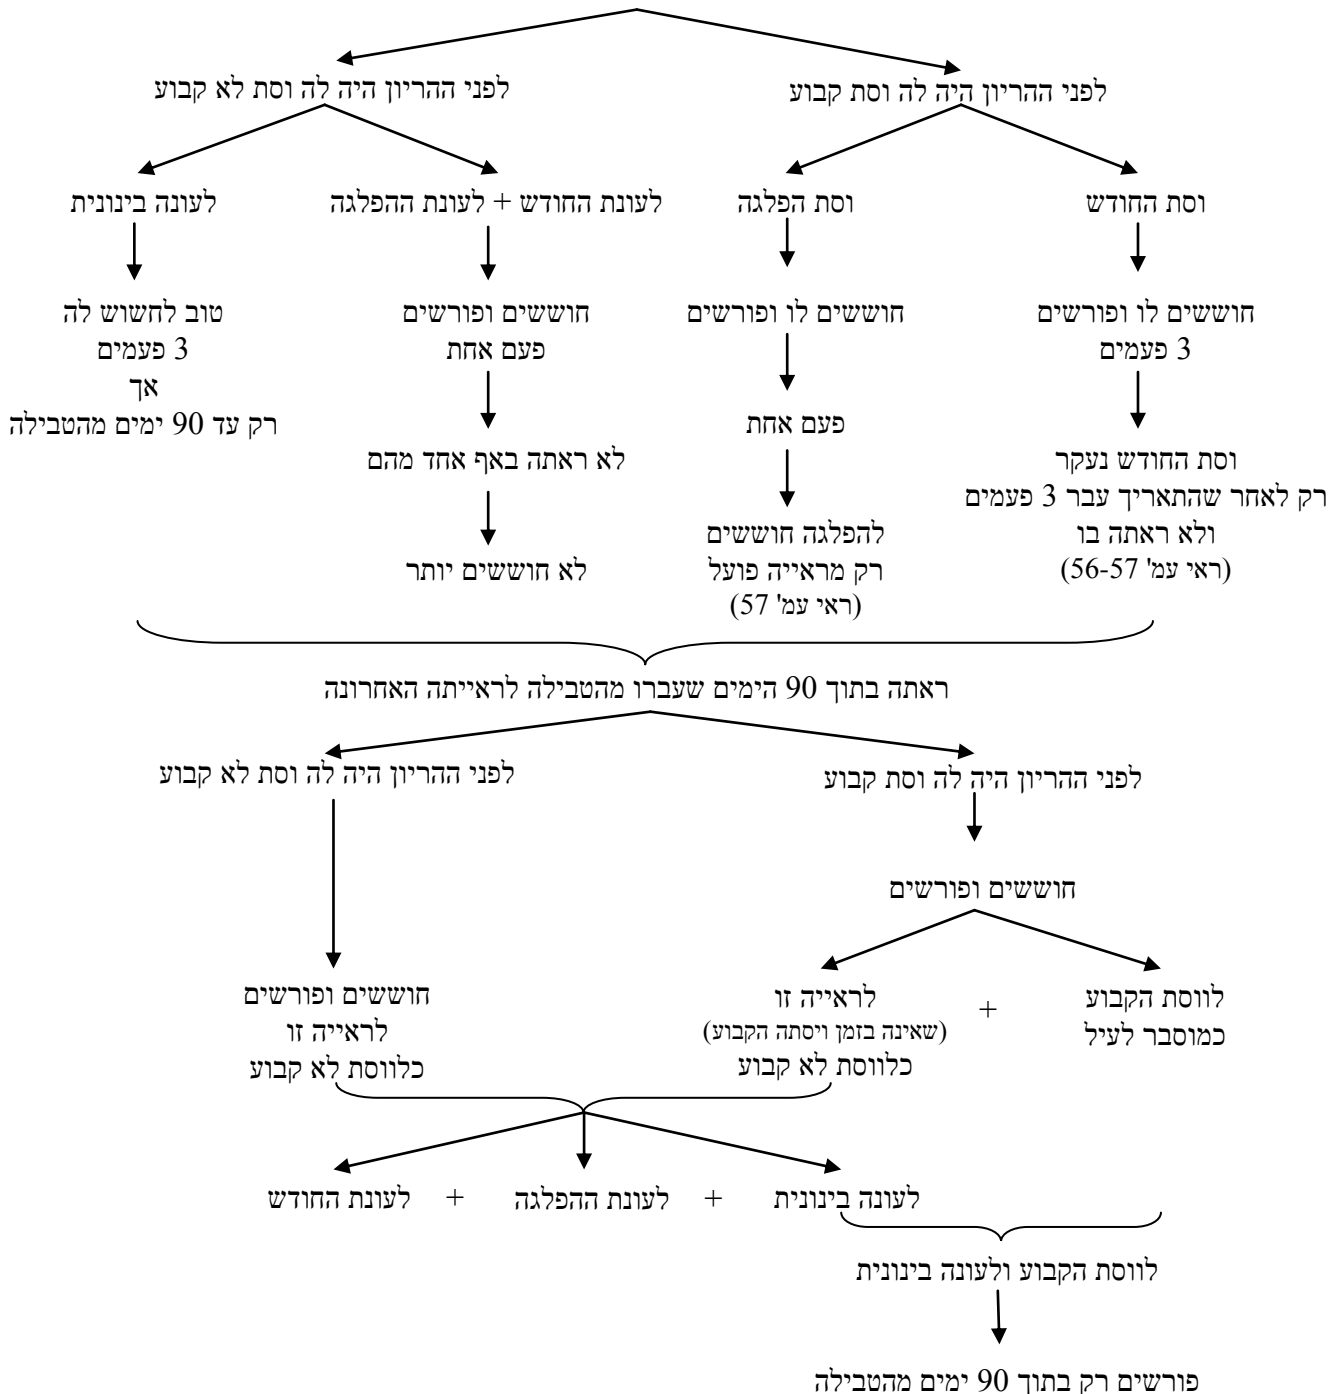 לפני ההריון היה לה וסת קבוע
לפני ההריון היה לה וסת לא קבוע
וסת החודש
וסת הפלגה
לעונת החודש + לעונת ההפלגה
לעונה בינונית
חוששים לו ופורשים
3 פעמים
חוששים לו ופורשים
חוששים ופורשים
פעם אחת
טוב לחשוש לה
3 פעמים
אך
רק עד 90 ימים מהטבילה
פעם אחת
וסת החודש נעקר
רק לאחר שהתאריך עבר 3 פעמים
ולא ראתה בו
(ראי עמ' 56-57)
להפלגה חוששים
רק מראייה פועל
(ראי עמ' 57)
לא ראתה באף אחד מהם
לא חוששים יותר
ראתה בתוך 90 הימים שעברו מהטבילה לראייתה האחרונה
לפני ההריון היה לה וסת קבוע
לפני ההריון היה לה וסת לא קבוע
חוששים ופורשים
לווסת הקבוע
כמוסבר לעיל
+
לראייה זו
(שאינה בזמן ויסתה הקבוע)
כלווסת לא קבוע
חוששים ופורשים
לראייה זו
כלווסת לא קבוע
לעונה בינונית + לעונת ההפלגה + לעונת החודש
לווסת הקבוע ולעונה בינונית
פורשים רק בתוך 90 ימים מהטבילה